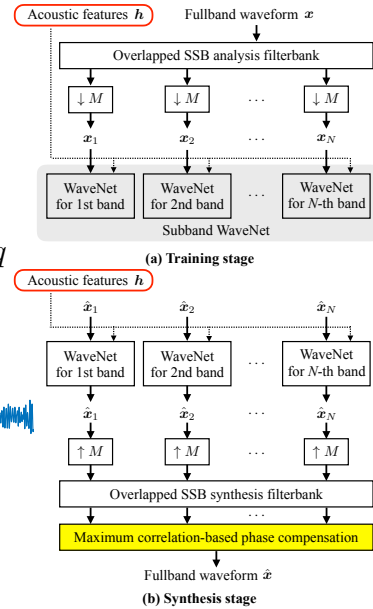 Acoustic features h
Fullband waveform x
Overlapped SSB analysis filterbank
↓ M ↓ M ... ↓ M
x₁ x₂ x_N
WaveNet for 1st band
WaveNet for 2nd band
...
WaveNet for N-th band
Subband WaveNet
(a) Training stage
q
Acoustic features h
x̂₁ x̂₂ x̂_N
WaveNet for 1st band
WaveNet for 2nd band
...
WaveNet for N-th band
x̂₁ x̂₂ x̂_N
↑ M ↑ M ... ↑ M
Overlapped SSB synthesis filterbank
...
Maximum correlation-based phase compensation
Fullband waveform x̂
(b) Synthesis stage